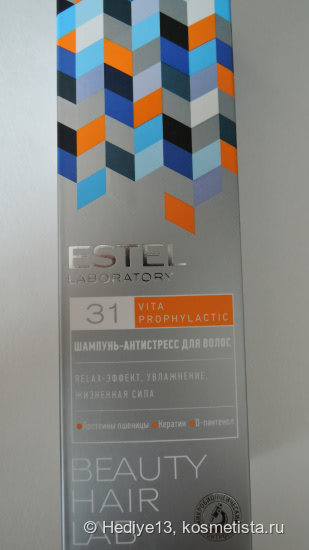 ESTEL
LABORATORY
31
VITA
PROPHYLACTIC
ШАМПУНЬ-АНТИСТРЕСС ДЛЯ ВОЛОС
RELAX-ЭФФЕКТ, УВЛАЖНЕНИЕ,
ЖИЗНЕННАЯ СИЛА
Протеины пшеницы Кератин D-пантенол
BEAUTY
HAIR
LAB
© Hediye13, kosmetista.ru